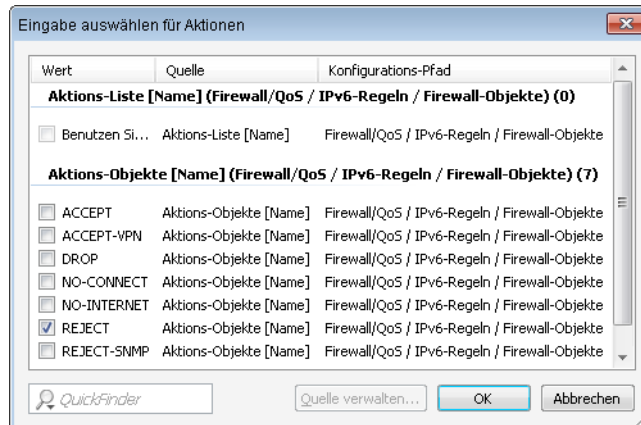 Eingabe auswählen für Aktionen
Wert Quelle Konfigurations-Pfad
Aktions-Liste [Name] (Firewall/QoS / IPv6-Regeln / Firewall-Objekte) (0)
Benutzen Si... Aktions-Liste [Name] Firewall/QoS / IPv6-Regeln / Firewall-Objekte
Aktions-Objekte [Name] (Firewall/QoS / IPv6-Regeln / Firewall-Objekte) (7)
ACCEPT Aktions-Objekte [Name] Firewall/QoS / IPv6-Regeln / Firewall-Objekte
ACCEPT-VPN Aktions-Objekte [Name] Firewall/QoS / IPv6-Regeln / Firewall-Objekte
DROP Aktions-Objekte [Name] Firewall/QoS / IPv6-Regeln / Firewall-Objekte
NO-CONNECT Aktions-Objekte [Name] Firewall/QoS / IPv6-Regeln / Firewall-Objekte
NO-INTERNET Aktions-Objekte [Name] Firewall/QoS / IPv6-Regeln / Firewall-Objekte
REJECT Aktions-Objekte [Name] Firewall/QoS / IPv6-Regeln / Firewall-Objekte
REJECT-SNMP Aktions-Objekte [Name] Firewall/QoS / IPv6-Regeln / Firewall-Objekte
QuickFinder Quelle verwalten... OK Abbrechen